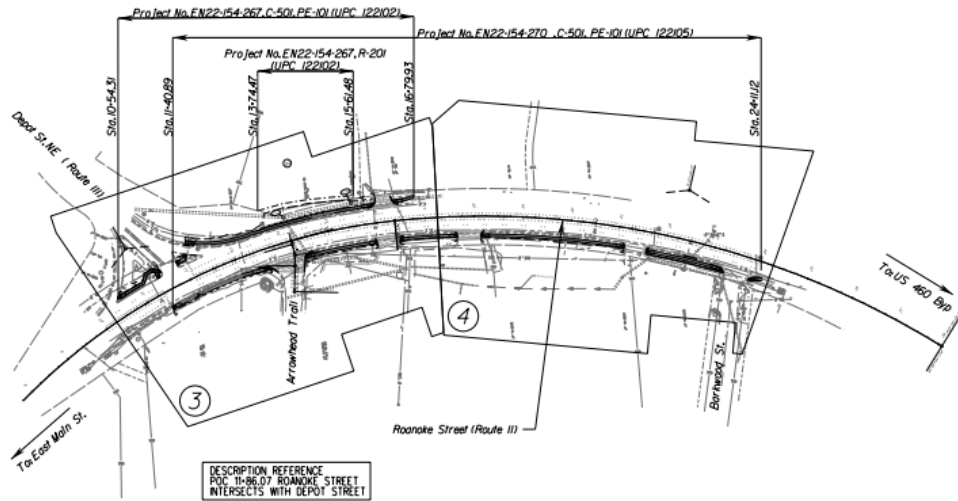 Project No.EN22-154-267,C-501,PE-101 (UPC 122102)
Project No.EN22-154-270 ,C-501, PE-101 (UPC 122105)
Project No.EN22-154-267,R-201
(UPC 122102)
Sta.10+54.31
Sta.11+40.89
Sta.13+74.47
Sta.15+61.48
Sta.16+79.93
Sta.24+11.12
Depot St.NE ( Route 111)
To: US 460 Byp
Arrowhead Trail
4
3
Barkwood St.
Roanoke Street (Route 11)
To: East Main St.
DESCRIPTION REFERENCE
POC 11+86.07 ROANOKE STREET
INTERSECTS WITH DEPOT STREET